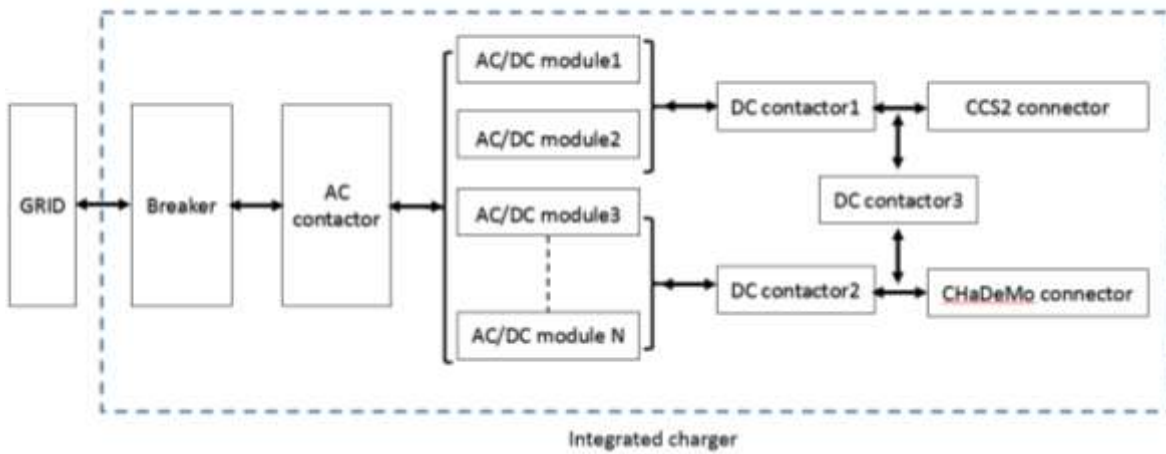 GRID
Breaker
AC
contactor
AC/DC module1
AC/DC module2
AC/DC module3
AC/DC module N
DC contactor1
DC contactor2
DC contactor3
CCS2 connector
CHaDeMo connector
Integrated charger